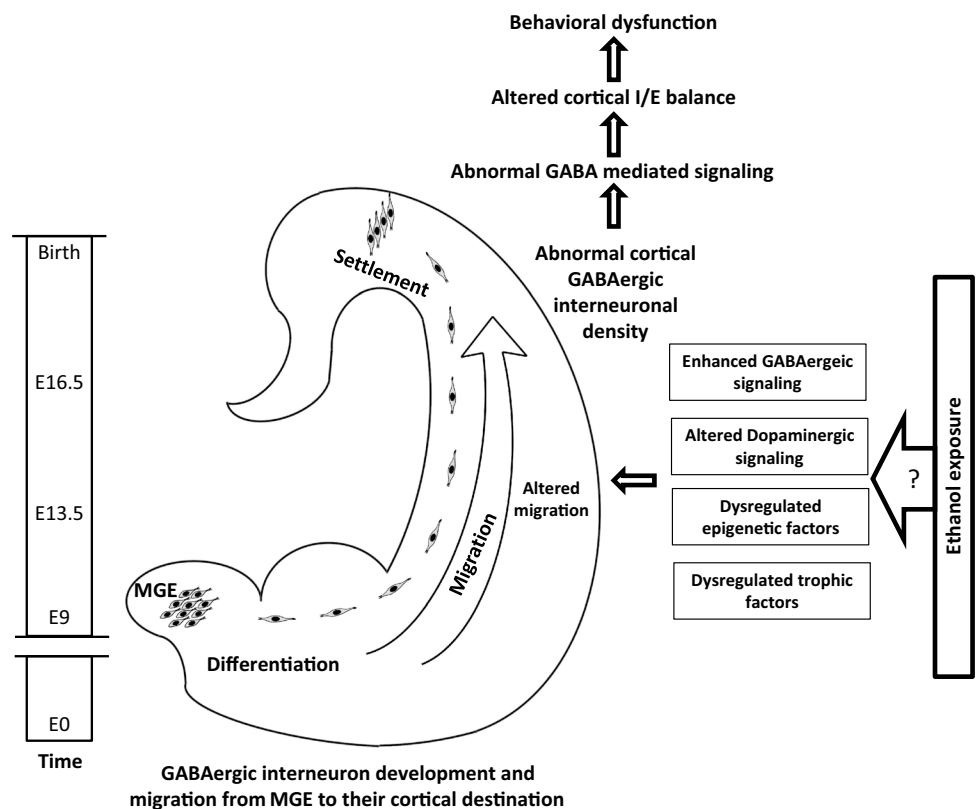 Behavioral dysfunction
Altered cortical I/E balance
Abnormal GABA mediated signaling
Abnormal cortical
GABAergic
interneuronal
density
Birth
E16.5
E13.5
E9
E0
Time
Settlement
Migration
Altered
migration
MGE
Differentiation
Enhanced GABAergeic
signaling
Altered Dopaminergic
signaling
Dysregulated
epigenetic factors
Dysregulated trophic
factors
?
Ethanol exposure
GABAergic interneuron development and
migration from MGE to their cortical destination